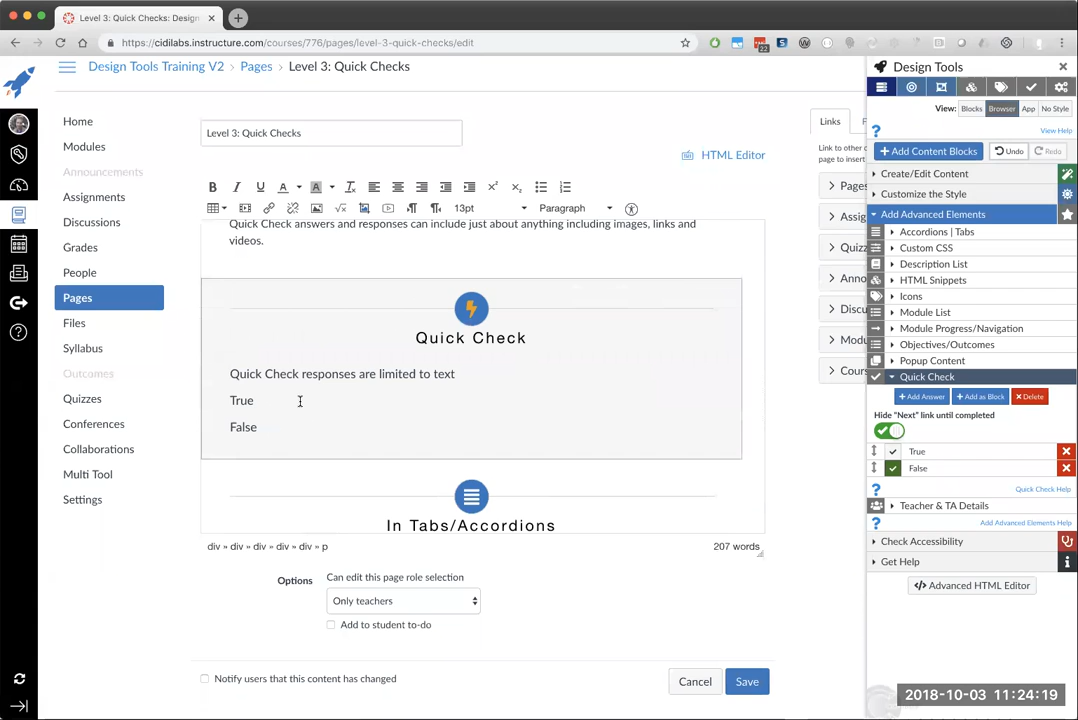 Level 3: Quick Checks: Design
https://cidilabs.instructure.com/courses/776/pages/level-3-quick-checks/edit
22
Design Tools Training V2 > Pages > Level 3: Quick Checks
Home
Modules
Announcements
Assignments
Discussions
Grades
People
Pages
Files
Syllabus
Outcomes
Quizzes
Conferences
Collaborations
Multi Tool
Settings
Level 3: Quick Checks
HTML Editor
13pt
Paragraph
Quick Check answers and responses can include just about anything including images, links and
videos.
Quick Check
Quick Check responses are limited to text
True
False
In Tabs/Accordions
div » div » div » div » div » p
207 words
Options
Can edit this page role selection
Only teachers
Add to student to-do
Notify users that this content has changed
Cancel
Save
Links
Link to other
page to insert
Design Tools
View:
Blocks
Browser
App
No Style
View Help
Add Content Blocks
Undo
Redo
Create/Edit Content
Customize the Style
Add Advanced Elements
Accordions | Tabs
Custom CSS
Description List
HTML Snippets
Icons
Module List
Module Progress/Navigation
Objectives/Outcomes
Popup Content
Quick Check
+ Add Answer
+ Add as Block
× Delete
Hide "Next" link until completed
True
False
Quick Check Help
Teacher & TA Details
Add Advanced Elements Help
Check Accessibility
Get Help
</> Advanced HTML Editor
2018-10-03 11:24:19